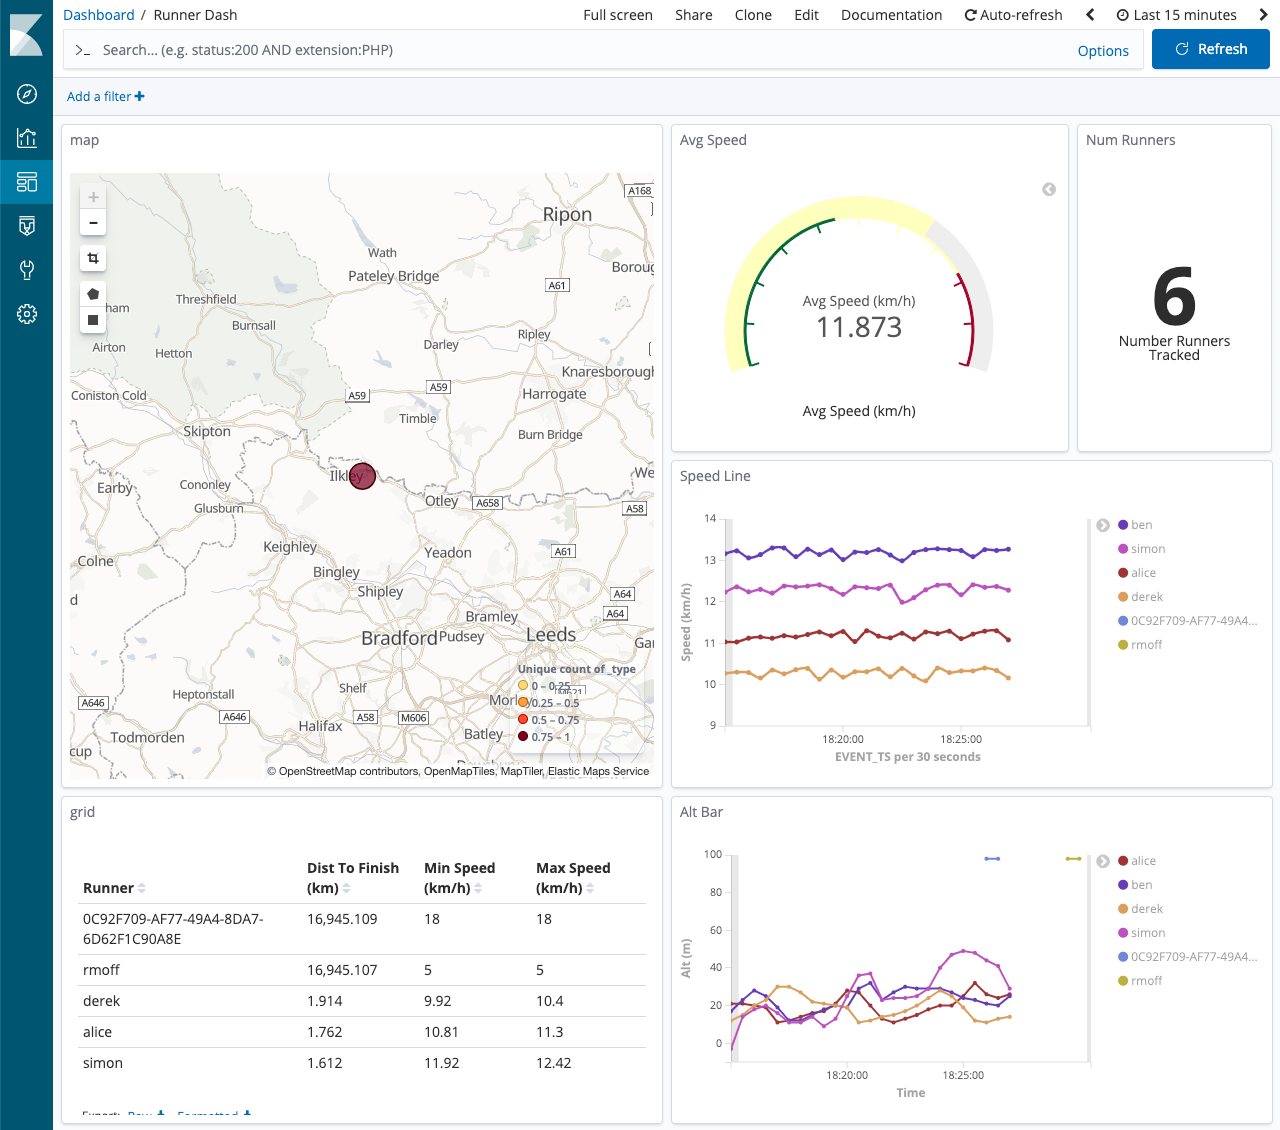 Dashboard / Runner Dash
Full screen Share Clone Edit Documentation Auto-refresh Last 15 minutes
>_ Search... (e.g. status:200 AND extension:PHP) Options Refresh
Add a filter
map
A168
Ripon
Wath
Pateley Bridge
A61
Threshfield
Burnsall
Ripley
Airton
Hetton
Darley
A59
A59
Coniston Cold
Harrogate
Timble
Skipton
Burn Bridge
Earby
Cononley
Otley
A658
Glusburn
A58
Keighley
Yeadon
A61
Colne
Bingley
Shipley
A64
A64
Bramley
Bradford
Pudsey
Leeds
Heptonstall
Shelf
A646
A646
Halifax
A58
M606
Batley
Todmorden
Unique count of _type
0 – 0.25
0.25 – 0.5
0.5 – 0.75
0.75 – 1
© OpenStreetMap contributors, OpenMapTiles, MapTiler, Elastic Maps Service
Avg Speed
Avg Speed (km/h)
11.873
Avg Speed (km/h)
Num Runners
6
Number Runners
Tracked
Speed Line
14
13
12
11
10
9
Speed (km/h)
18:20:00 18:25:00
EVENT_TS per 30 seconds
ben
simon
alice
derek
0C92F709-AF77-49A4...
rmoff
grid
Runner Dist To Finish (km) Min Speed (km/h) Max Speed (km/h)
0C92F709-AF77-49A4-8DA7-6D62F1C90A8E 16,945.109 18 18
rmoff 16,945.107 5 5
derek 1.914 9.92 10.4
alice 1.762 10.81 11.3
simon 1.612 11.92 12.42
Alt Bar
100
80
60
40
20
0
Alt (m)
18:20:00 18:25:00
Time
alice
ben
derek
simon
0C92F709-AF77-49A4...
rmoff